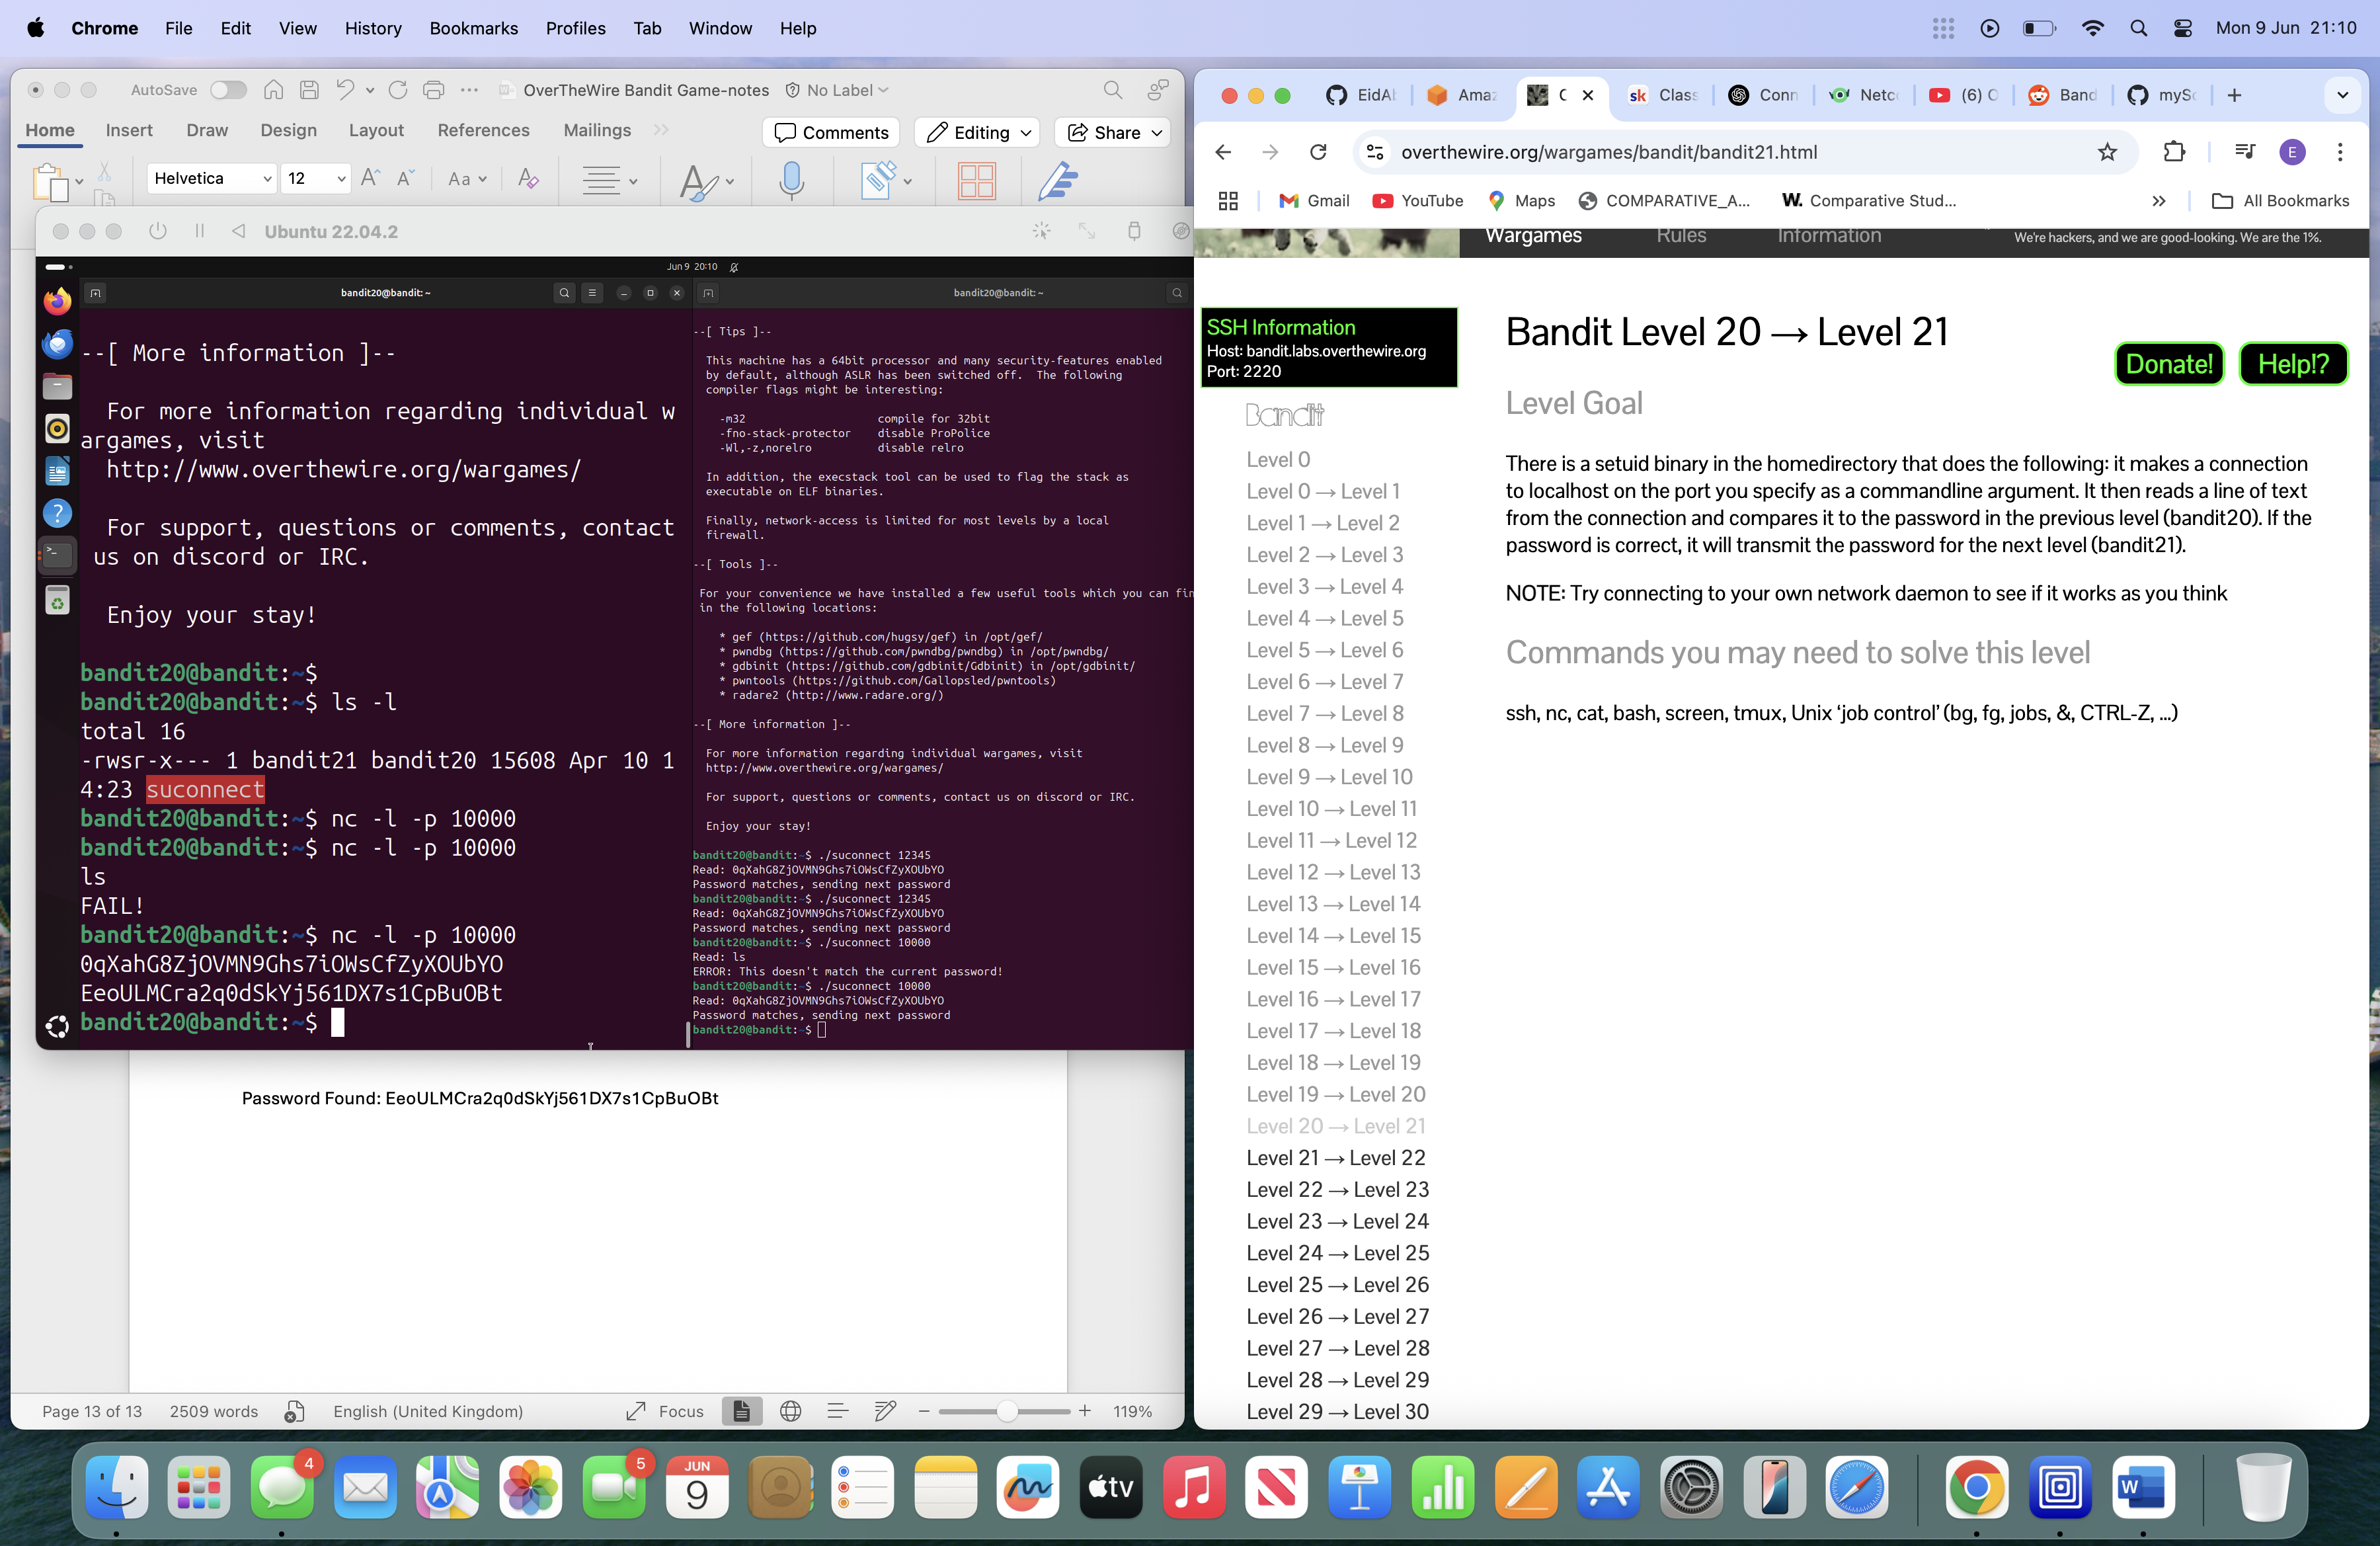 Chrome File Edit View History Bookmarks Profiles Tab Window Help
Mon 9 Jun 21:10
AutoSave
OverTheWire Bandit Game-notes No Label
Home Insert Draw Design Layout References Mailings
Comments Editing Share
Helvetica 12 Aa
Ubuntu 22.04.2
Jun 9 20:10
bandit20@bandit: ~
--[ More information ]--
For more information regarding individual w
argames, visit
http://www.overthewire.org/wargames/
For support, questions or comments, contact
us on discord or IRC.
Enjoy your stay!
bandit20@bandit:~$
bandit20@bandit:~$ ls -l
total 16
-rwsr-x--- 1 bandit21 bandit20 15608 Apr 10 1
4:23 suconnect
bandit20@bandit:~$ nc -l -p 10000
bandit20@bandit:~$ nc -l -p 10000
ls
FAIL!
bandit20@bandit:~$ nc -l -p 10000
0qXahG8ZjOVMN9Ghs7iOWsCfZyXOUbYO
EeoULMCra2q0dSkYj561DX7s1CpBuOBt
bandit20@bandit:~$
bandit20@bandit: ~
--[ Tips ]--
This machine has a 64bit processor and many security-features enabled
by default, although ASLR has been switched off. The following
compiler flags might be interesting:
-m32 compile for 32bit
-fno-stack-protector disable ProPolice
-Wl,-z,norelro disable relro
In addition, the execstack tool can be used to flag the stack as
executable on ELF binaries.
Finally, network-access is limited for most levels by a local
firewall.
--[ Tools ]--
For your convenience we have installed a few useful tools which you can fin
in the following locations:
* gef (https://github.com/hugsy/gef) in /opt/gef/
* pwndbg (https://github.com/pwndbg/pwndbg) in /opt/pwndbg/
* gdbinit (https://github.com/gdbinit/Gdbinit) in /opt/gdbinit/
* pwntools (https://github.com/Gallopsled/pwntools)
* radare2 (http://www.radare.org/)
--[ More information ]--
For more information regarding individual wargames, visit
http://www.overthewire.org/wargames/
For support, questions or comments, contact us on discord or IRC.
Enjoy your stay!
bandit20@bandit:~$ ./suconnect 12345
Read: 0qXahG8ZjOVMN9Ghs7iOWsCfZyXOUbYO
Password matches, sending next password
bandit20@bandit:~$ ./suconnect 12345
Read: 0qXahG8ZjOVMN9Ghs7iOWsCfZyXOUbYO
Password matches, sending next password
bandit20@bandit:~$ ./suconnect 10000
Read: ls
ERROR: This doesn't match the current password!
bandit20@bandit:~$ ./suconnect 10000
Read: 0qXahG8ZjOVMN9Ghs7iOWsCfZyXOUbYO
Password matches, sending next password
bandit20@bandit:~$
Password Found: EeoULMCra2q0dSkYj561DX7s1CpBuOBt
Page 13 of 13 2509 words English (United Kingdom) Focus 119%
EidAl Amaz C sk Class Conn Netc (6) C Band myS
overthewire.org/wargames/bandit/bandit21.html
E
Gmail YouTube Maps COMPARATIVE_A... W. Comparative Stud... All Bookmarks
Wargames Rules Information We're hackers, and we are good-looking. We are the 1%.
SSH Information
Host: bandit.labs.overthewire.org
Port: 2220
Bandit
Level 0
Level 0 → Level 1
Level 1 → Level 2
Level 2 → Level 3
Level 3 → Level 4
Level 4 → Level 5
Level 5 → Level 6
Level 6 → Level 7
Level 7 → Level 8
Level 8 → Level 9
Level 9 → Level 10
Level 10 → Level 11
Level 11 → Level 12
Level 12 → Level 13
Level 13 → Level 14
Level 14 → Level 15
Level 15 → Level 16
Level 16 → Level 17
Level 17 → Level 18
Level 18 → Level 19
Level 19 → Level 20
Level 20 → Level 21
Level 21 → Level 22
Level 22 → Level 23
Level 23 → Level 24
Level 24 → Level 25
Level 25 → Level 26
Level 26 → Level 27
Level 27 → Level 28
Level 28 → Level 29
Level 29 → Level 30
Bandit Level 20 → Level 21
Donate! Help!?
Level Goal
There is a setuid binary in the homedirectory that does the following: it makes a connection
to localhost on the port you specify as a commandline argument. It then reads a line of text
from the connection and compares it to the password in the previous level (bandit20). If the
password is correct, it will transmit the password for the next level (bandit21).
NOTE: Try connecting to your own network daemon to see if it works as you think
Commands you may need to solve this level
ssh, nc, cat, bash, screen, tmux, Unix ‘job control’ (bg, fg, jobs, &, CTRL-Z, ...)
4
5
JUN
9
tv
W